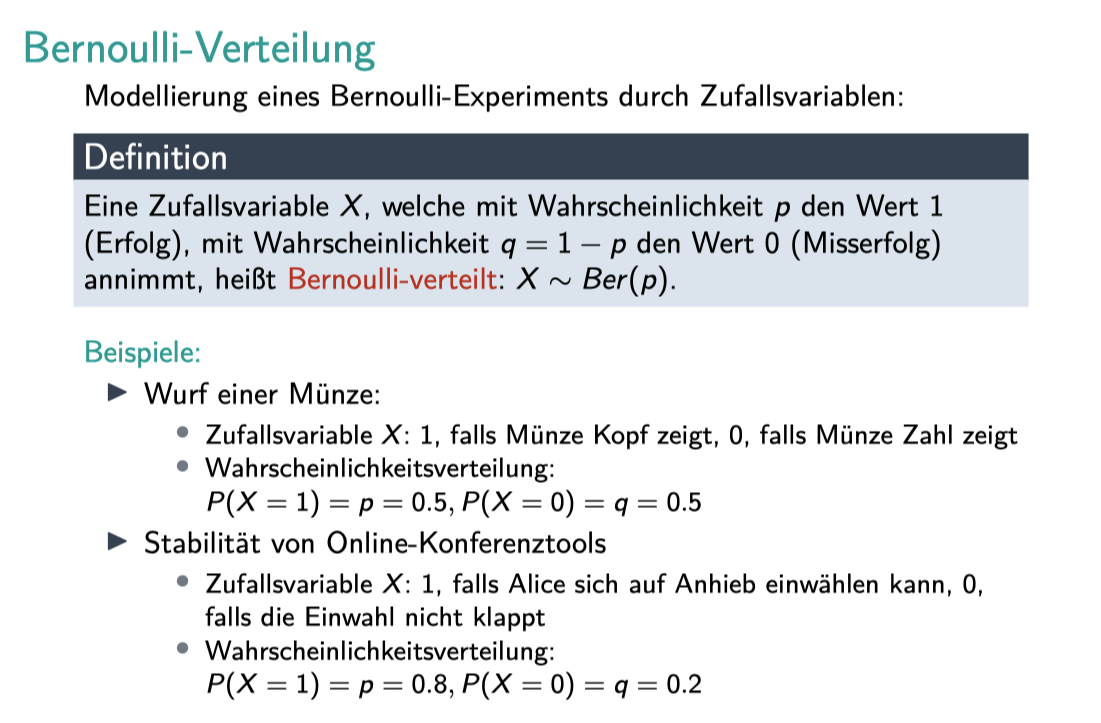 Bernoulli-Verteilung
Modellierung eines Bernoulli-Experiments durch Zufallsvariablen:
Definition
Eine Zufallsvariable X, welche mit Wahrscheinlichkeit p den Wert 1
(Erfolg), mit Wahrscheinlichkeit q = 1 − p den Wert 0 (Misserfolg)
annimmt, heißt Bernoulli-verteilt: X ∼ Ber(p).
Beispiele:
▶ Wurf einer Münze:
• Zufallsvariable X: 1, falls Münze Kopf zeigt, 0, falls Münze Zahl zeigt
• Wahrscheinlichkeitsverteilung:
P(X = 1) = p = 0.5, P(X = 0) = q = 0.5
▶ Stabilität von Online-Konferenztools
• Zufallsvariable X: 1, falls Alice sich auf Anhieb einwählen kann, 0,
falls die Einwahl nicht klappt
• Wahrscheinlichkeitsverteilung:
P(X = 1) = p = 0.8, P(X = 0) = q = 0.2